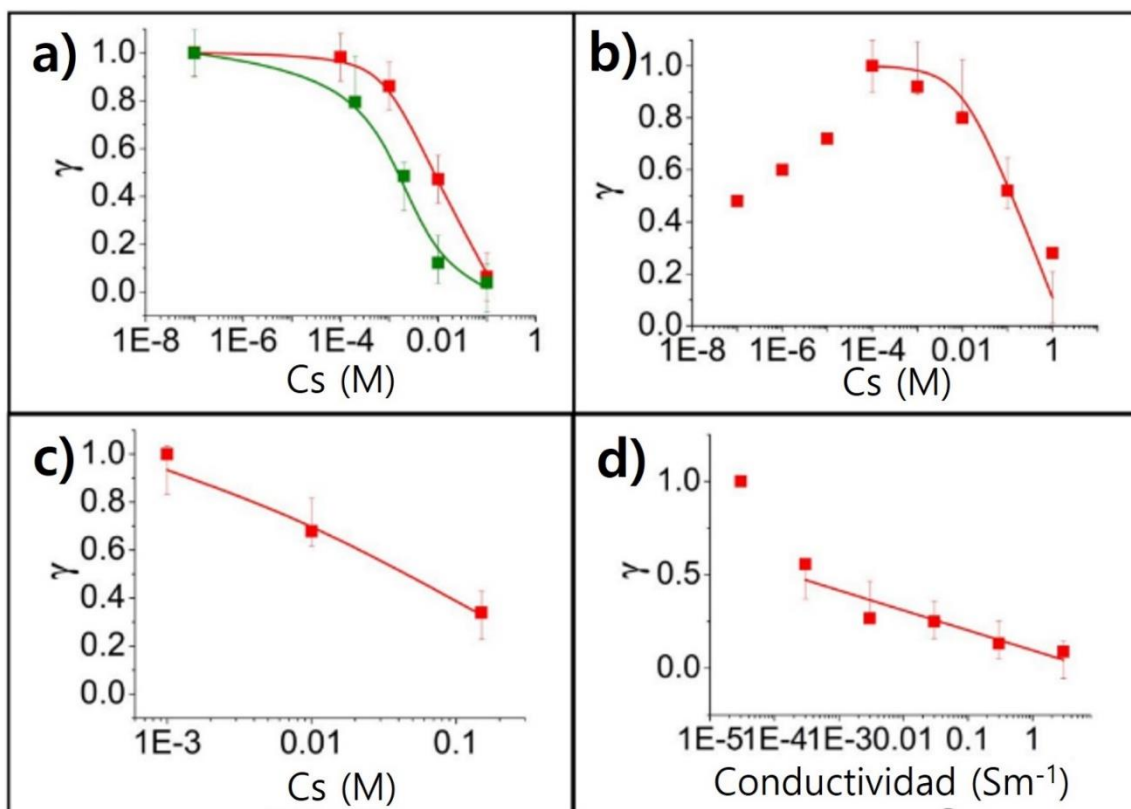 a)
1.0
0.8
0.6
0.4
0.2
0.0
γ
1E-8 1E-4 0.01 1
Cs (M)
b)
1.0
0.8
0.6
0.4
0.2
0.0
γ
1E-8 1E-6 1E-4 0.01 1
Cs (M)
c)
1.0
0.8
0.6
0.4
0.2
0.0
γ
1E-3 0.01 0.1
Cs (M)
d)
1.0
0.5
0.0
γ
1E-51E-41E-30.01 0.1 1
Conductividad (Sm⁻¹)